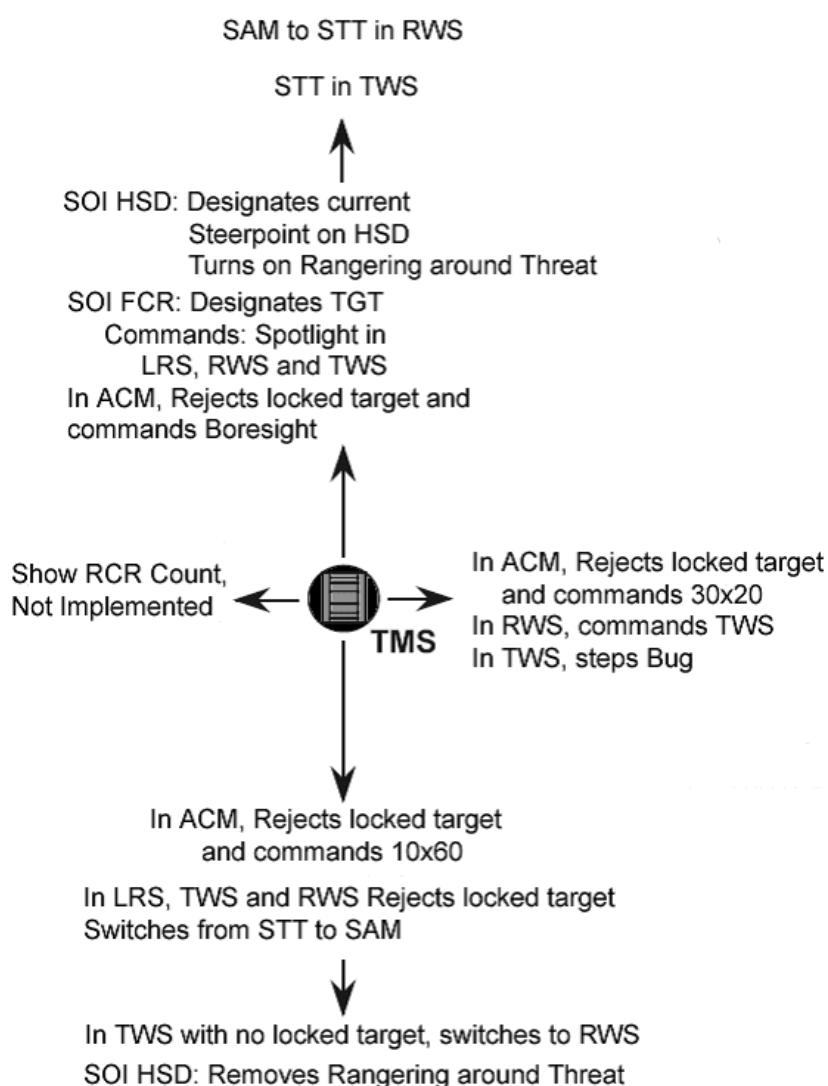 SAM to STT in RWS
STT in TWS
SOI HSD: Designates current
Steerpoint on HSD
Turns on Rangering around Threat
SOI FCR: Designates TGT
Commands: Spotlight in
LRS, RWS and TWS
In ACM, Rejects locked target and
commands Boresight
Show RCR Count,
Not Implemented
TMS
In ACM, Rejects locked target
and commands 30x20
In RWS, commands TWS
In TWS, steps Bug
In ACM, Rejects locked target
and commands 10x60
In LRS, TWS and RWS Rejects locked target
Switches from STT to SAM
In TWS with no locked target, switches to RWS
SOI HSD: Removes Rangering around Threat